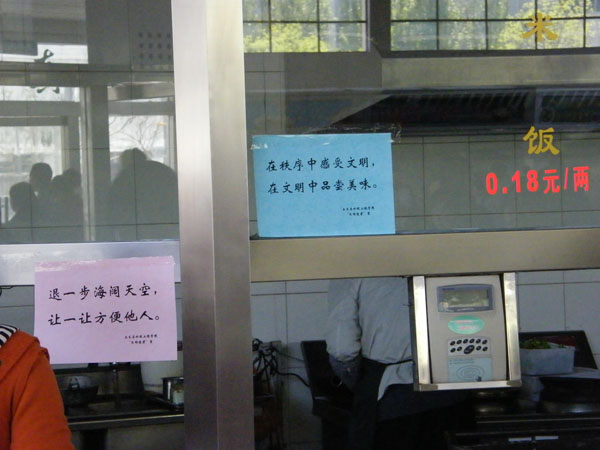 米
饭
0.18元/两
在秩序中感受文明，
在文明中品尝美味。
退一步海阔天空，
让一让方便他人。